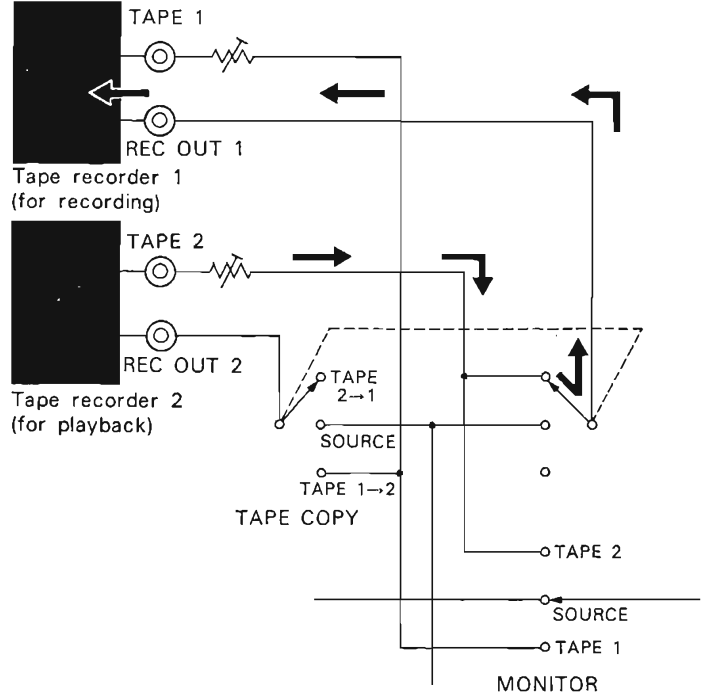 TAPE 1
REC OUT 1
Tape recorder 1
(for recording)
TAPE 2
REC OUT 2
Tape recorder 2
(for playback)
TAPE
2→1
SOURCE
TAPE 1→2
TAPE COPY
TAPE 2
SOURCE
TAPE 1
MONITOR